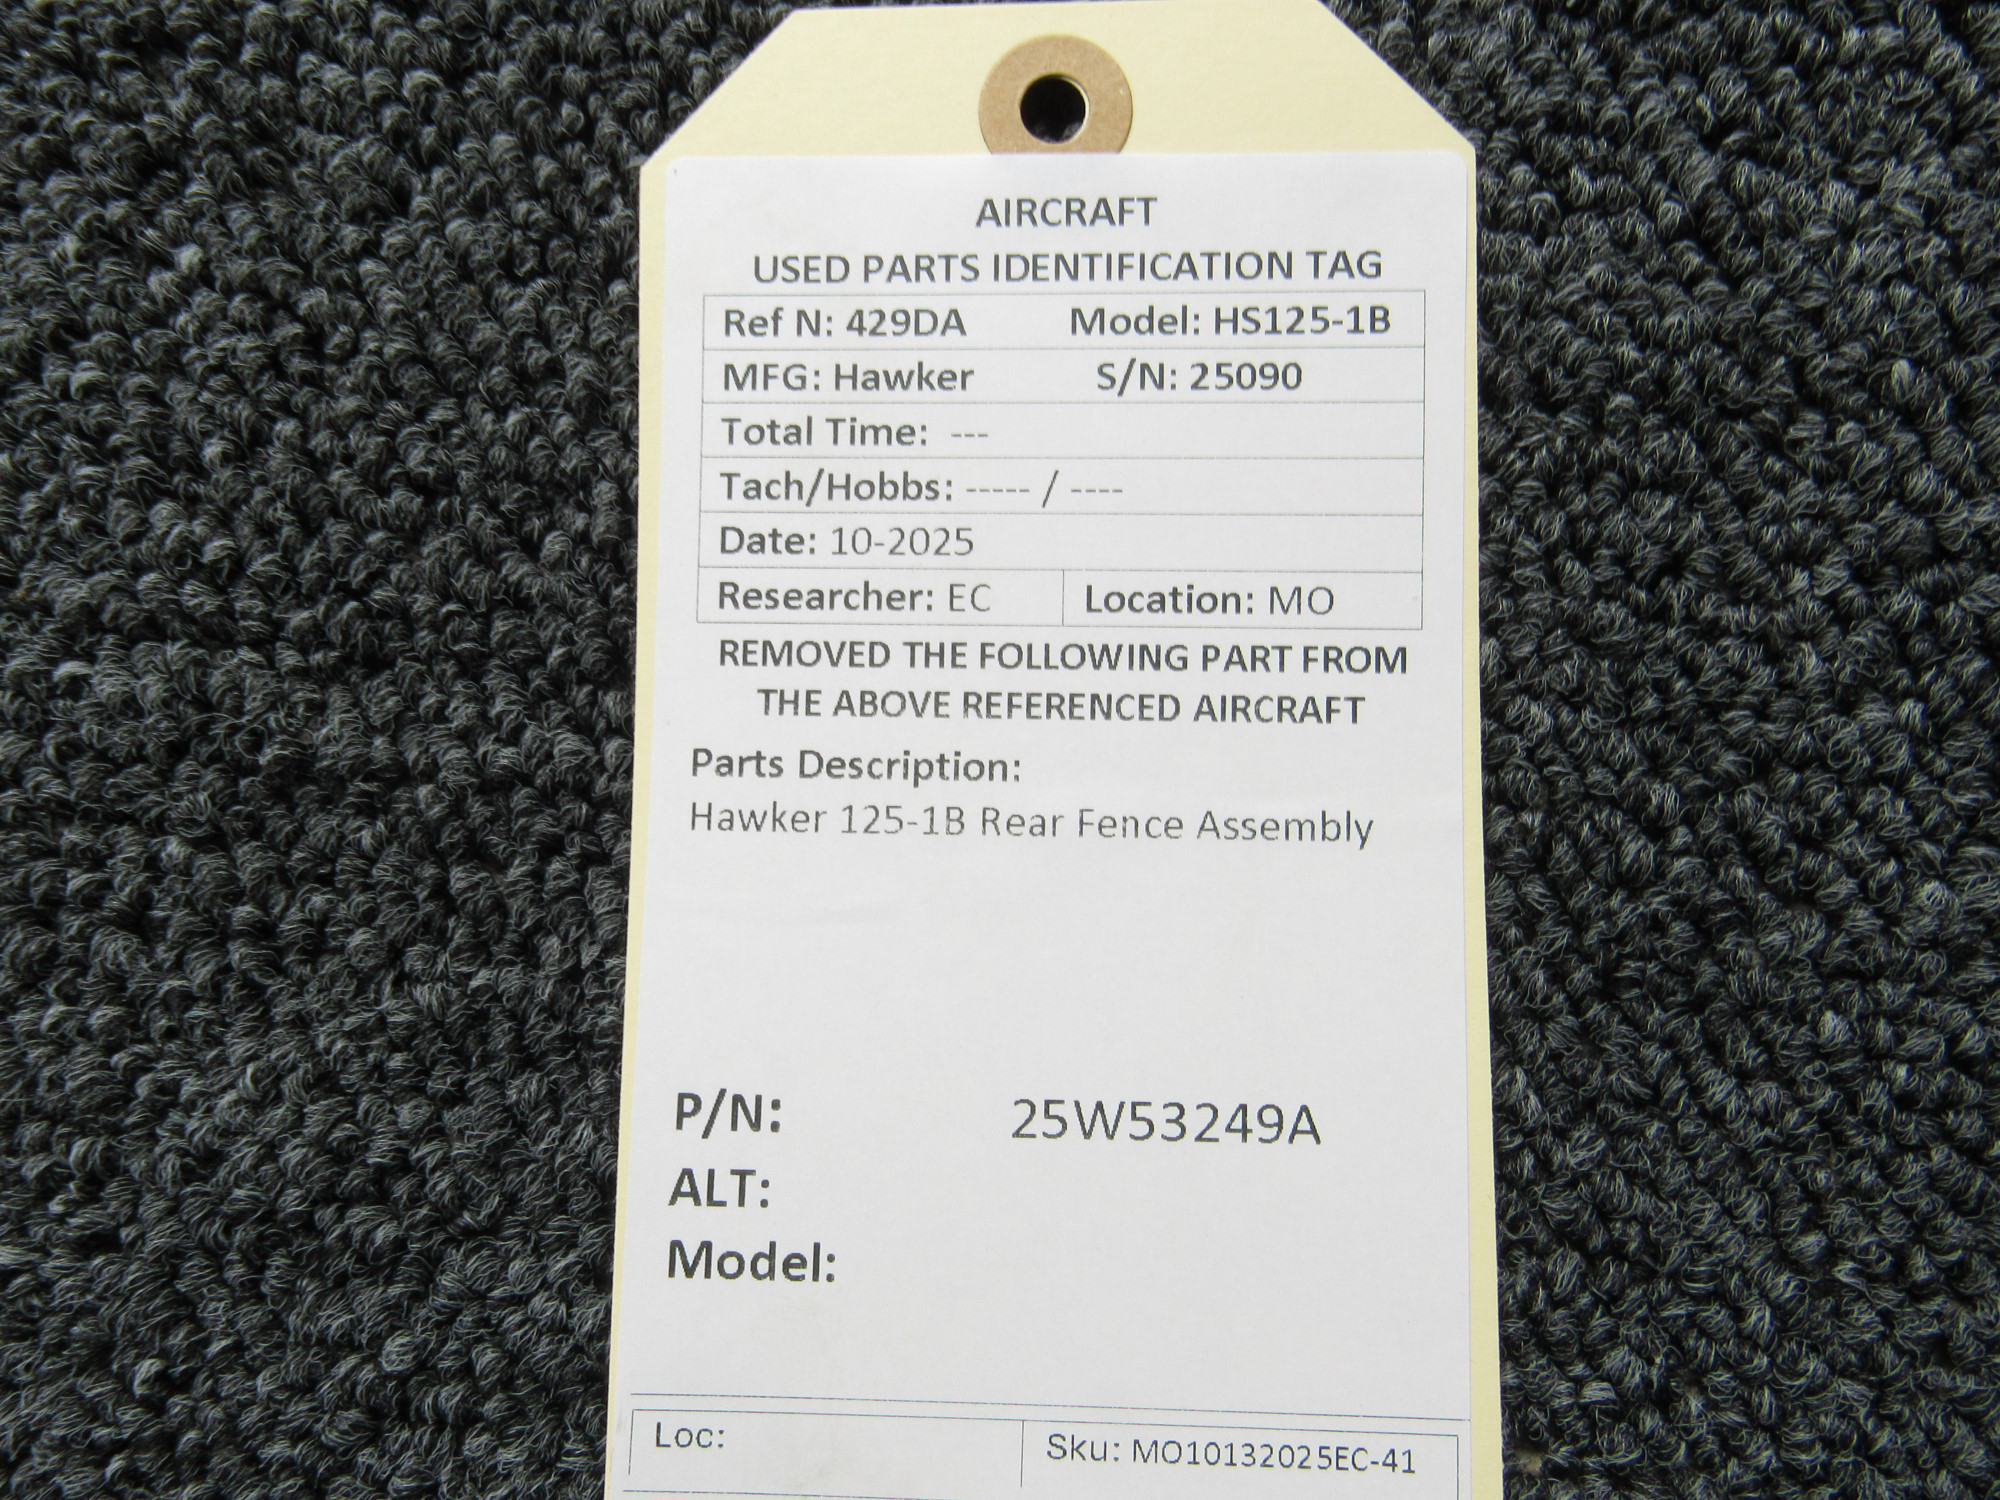 AIRCRAFT
USED PARTS IDENTIFICATION TAG
Ref N: 429DA Model: HS125-1B
MFG: Hawker S/N: 25090
Total Time: ---
Tach/Hobbs: ----- / ----
Date: 10-2025
Researcher: EC Location: MO
REMOVED THE FOLLOWING PART FROM
THE ABOVE REFERENCED AIRCRAFT
Parts Description:
Hawker 125-1B Rear Fence Assembly
P/N: 25W53249A
ALT:
Model:
Loc: Sku: MO10132025EC-41